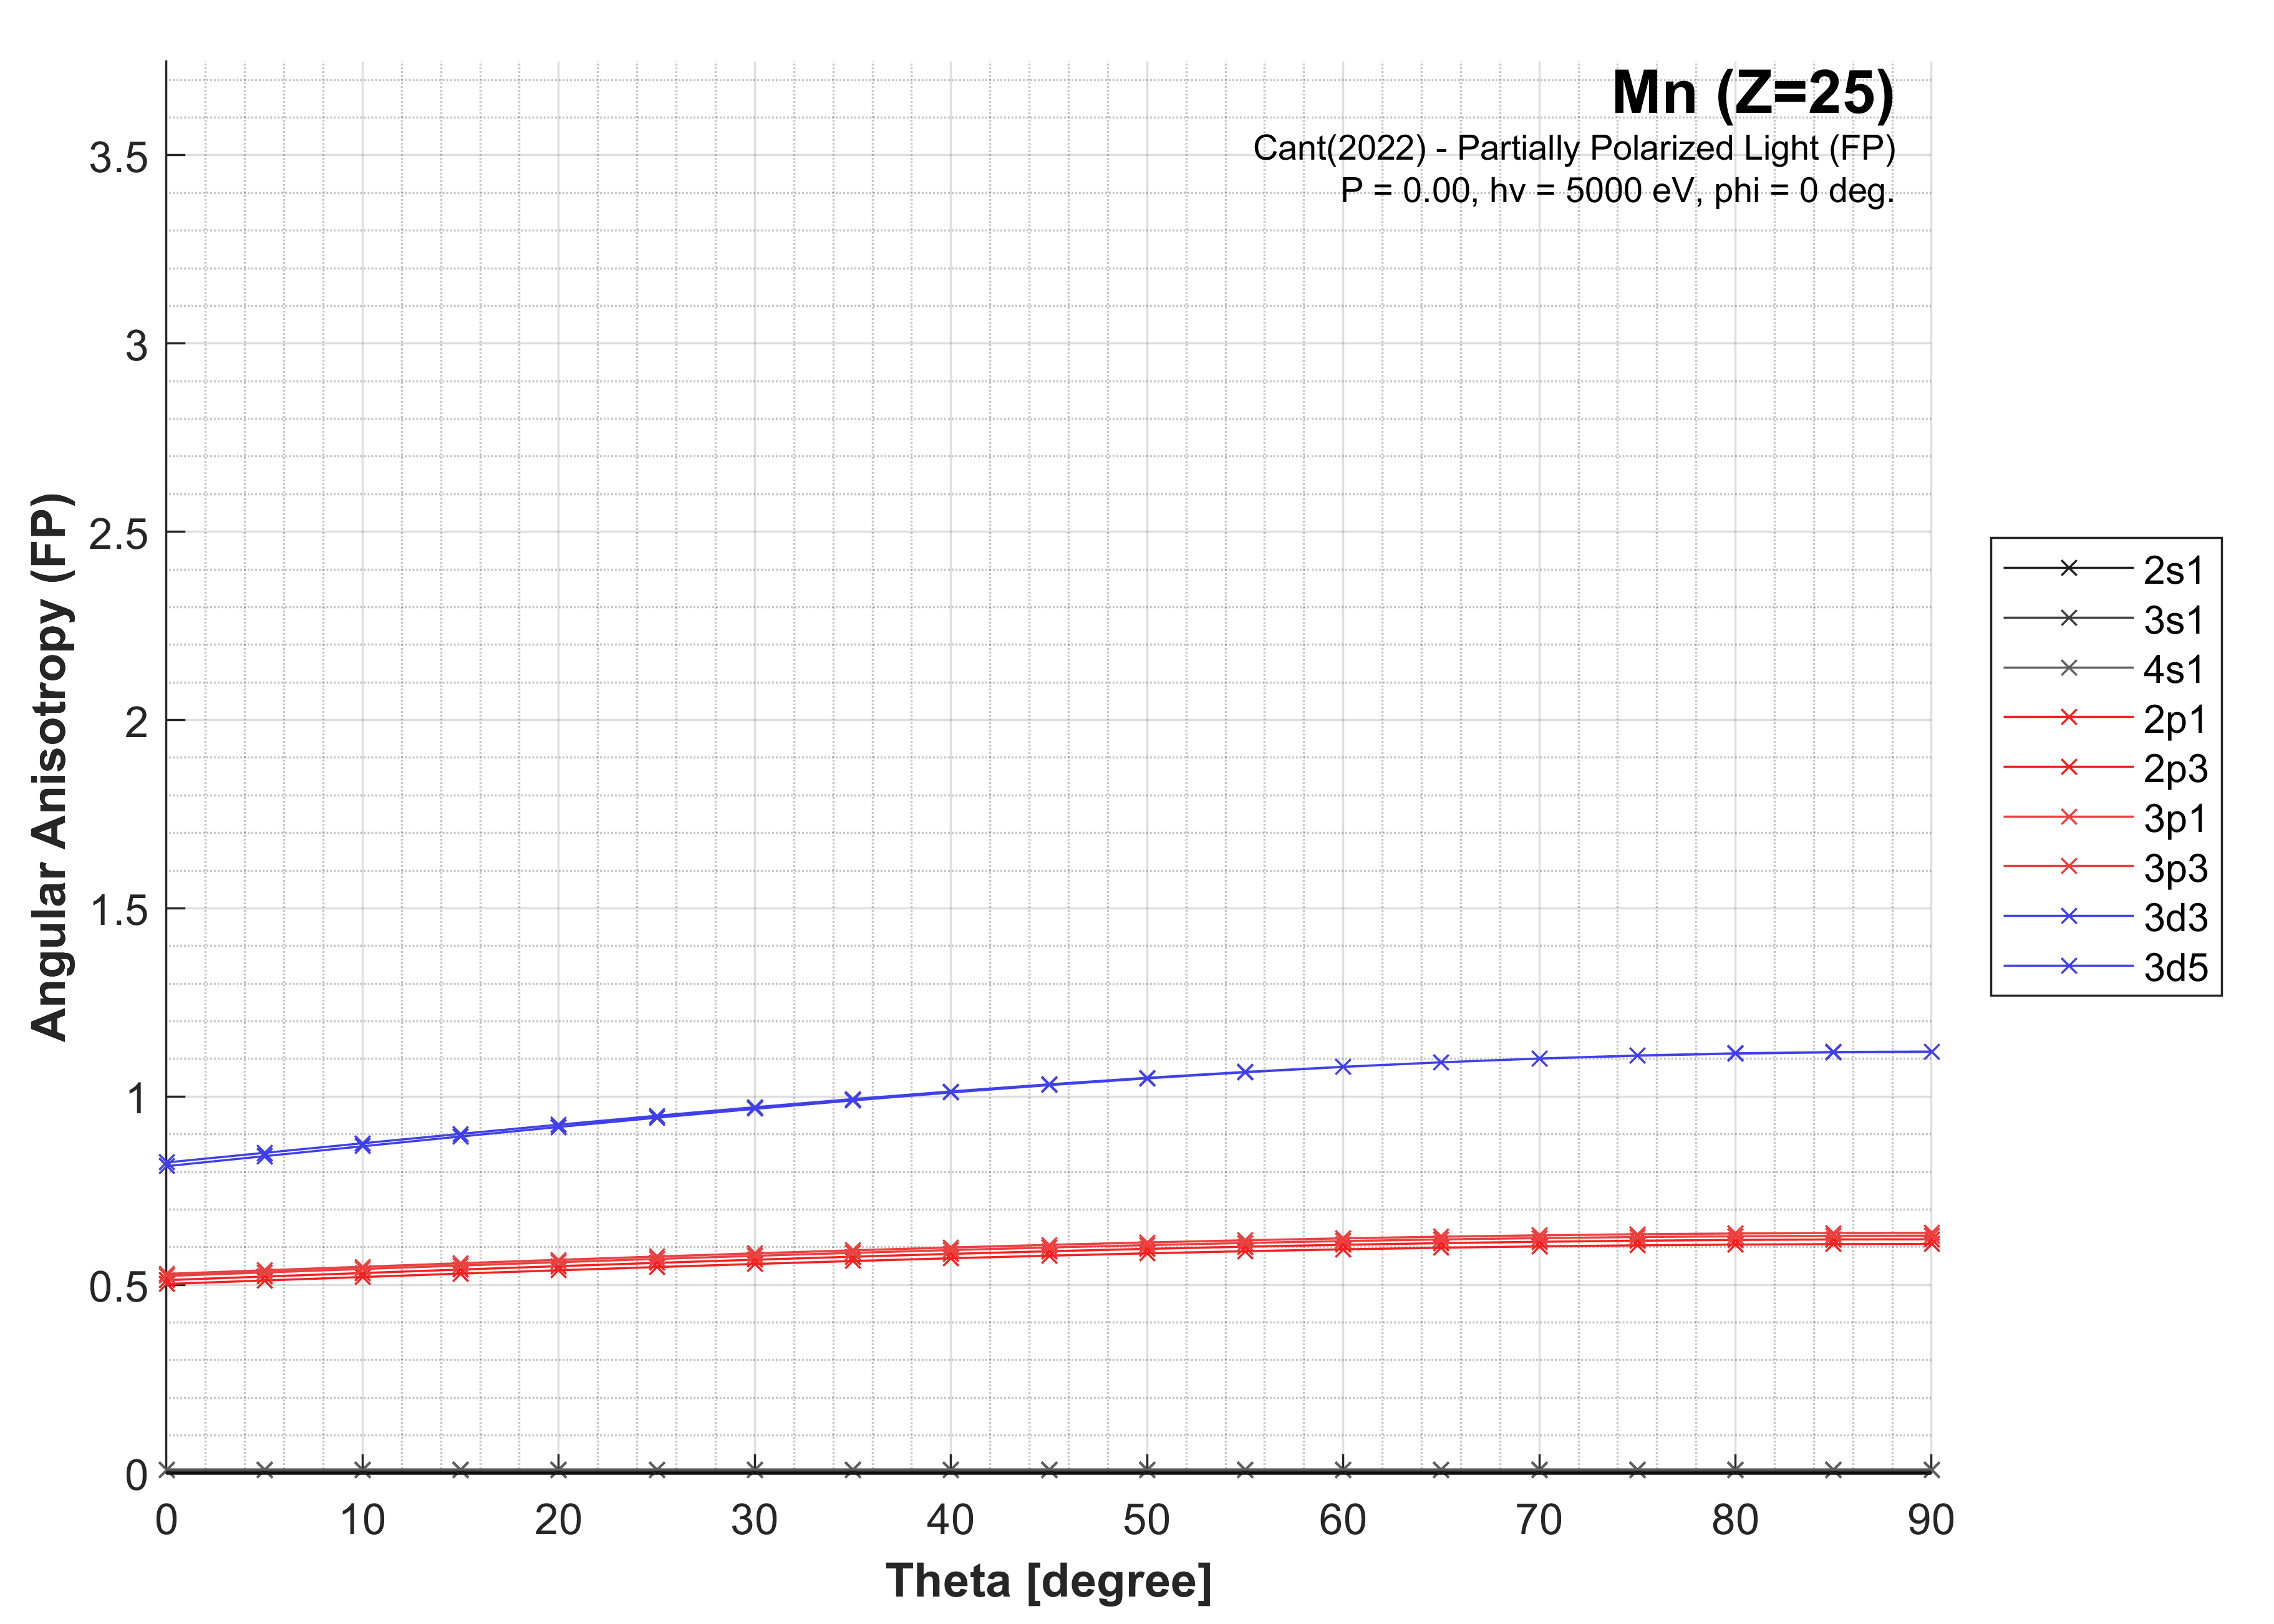 Mn (Z=25)
Cant(2022) - Partially Polarized Light (FP)
P = 0.00, hv = 5000 eV, phi = 0 deg.
Angular Anisotropy (FP)
3.5
3
2.5
2
1.5
1
0.5
0
0 10 20 30 40 50 60 70 80 90
Theta [degree]
2s1
3s1
4s1
2p1
2p3
3p1
3p3
3d3
3d5